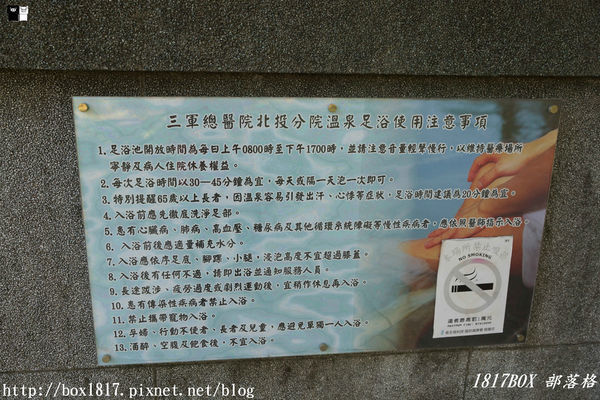 三軍總醫院北投分院溫泉足浴使用注意事項
1.足浴池開放時間為每日上午0800時至下午1700時,並請注意音量輕聲慢行,以維持醫療場所
寧靜及病人住院休養權益。
2.每次足浴時間以30—45分鐘為宜,每天或隔一天泡一次即可。
3.特別提醒65歲以上長者,因溫泉容易引發出汗、心悸等症狀,足浴時間建議為20分鐘為宜。
4.入浴前應先徹底洗淨足部。
5.患有心臟病、肺病、高血壓、糖尿病及其他循環系統障礙等慢性病病者,應依照醫師指示入浴。
6.入浴前後應適量補充水分。
7.入浴應依序足底、腳踝、小腿,浸泡高度不宜超過膝蓋。
8.入浴後有任何不適,請即出浴並通知服務人員。
9.長途跋涉、疲勞過度或劇烈運動後,宜稍作休息再入浴。
10.患有傳染性疾病者禁止入浴。
11.禁止攜帶寵物入浴。
12.孕婦、行動不便者、長者及兒童,應避免單獨一人入浴。
13.酒醉、空腹及飽食後,不宜入浴。
NO SMOKING
http://box1817.pixnet.net/blog
1817BOX 部落格